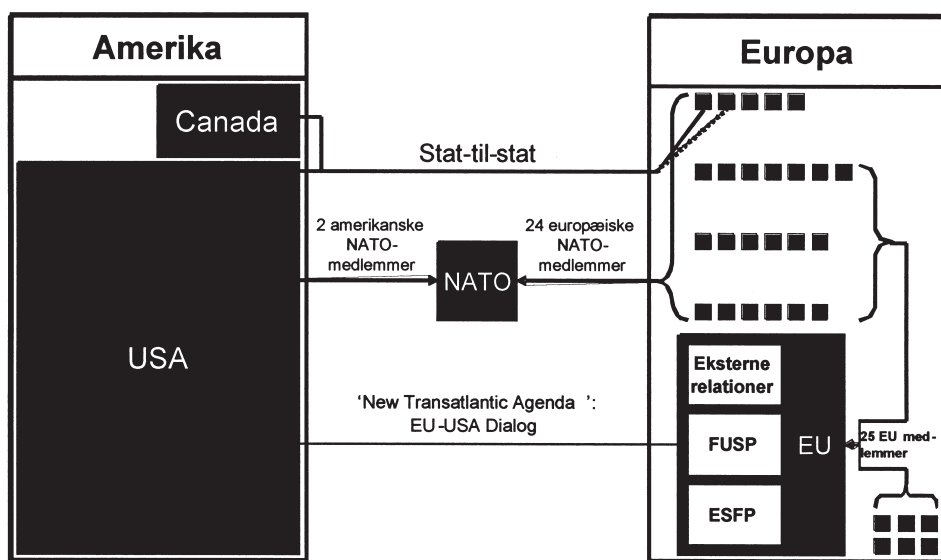 Amerika
Europa
Canada
Stat-til-stat
2 amerikanske
NATO-
medlemmer
24 europæiske
NATO-
medlemmer
NATO
USA
'New Transatlantic Agenda ':
EU-USA Dialog
Eksterne
relationer
FUSP
ESFP
EU
25 EU med-
lemmer